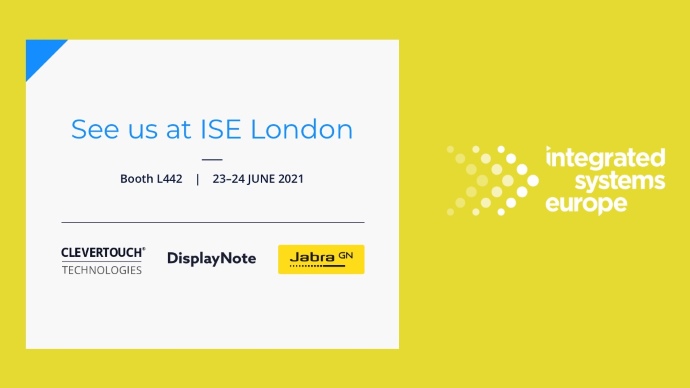 See us at ISE London
Booth L442 | 23–24 JUNE 2021
CLEVERTOUCH®
TECHNOLOGIES
DisplayNote
Jabra GN
integrated
systems
europe